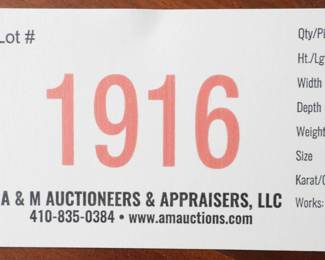 Lot #
1916
A & M AUCTIONEERS & APPRAISERS, LLC
410-835-0384 • www.amauctions.com
Qty/Pi
Ht./Lg
Width
Depth
Weight
Size
Karat/
Works: